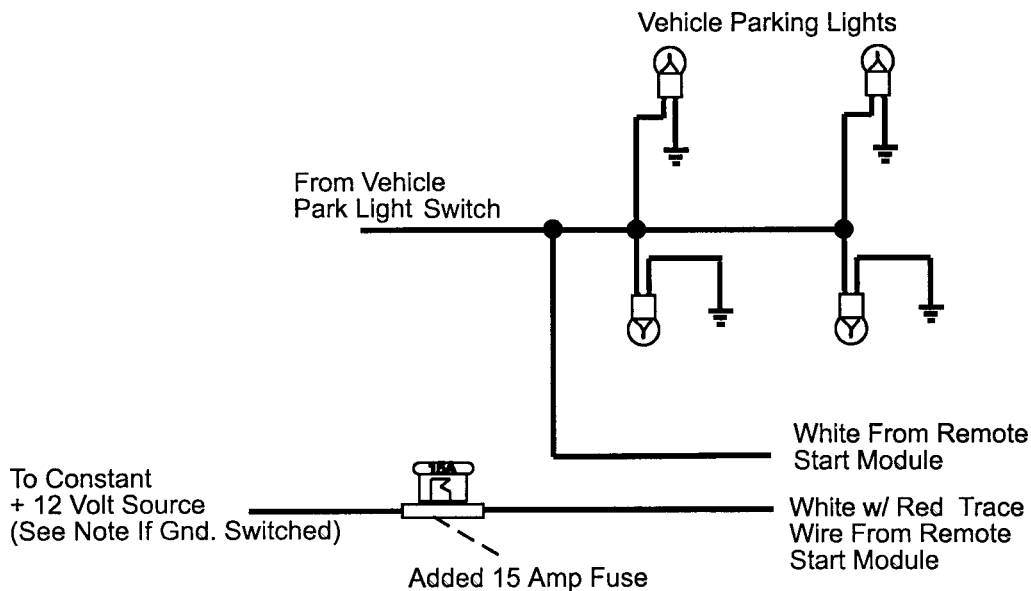 Vehicle Parking Lights
From Vehicle
Park Light Switch
White From Remote
Start Module
15A
To Constant
+ 12 Volt Source
(See Note If Gnd. Switched)
White w/ Red Trace
Wire From Remote
Start Module
Added 15 Amp Fuse